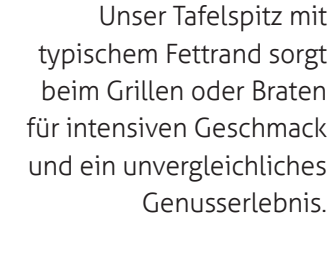 Unser Tafelspitz mit
typischem Fettrand sorgt
beim Grillen oder Braten
für intensiven Geschmack
und ein unvergleichliches
Genusserlebnis.